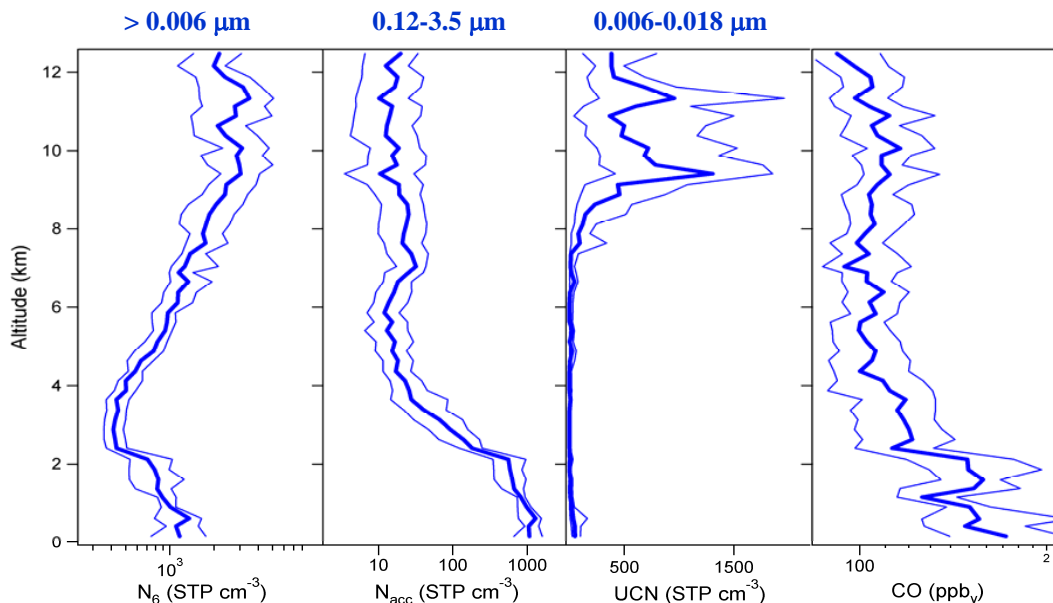 > 0.006 μm
0.12-3.5 μm
0.006-0.018 μm
Altitude (km)
12
10
8
6
4
2
0
10³
10
100
1000
500
1500
100
2
N₆ (STP cm⁻³)
Nacc (STP cm⁻³)
UCN (STP cm⁻³)
CO (ppbᵥ)